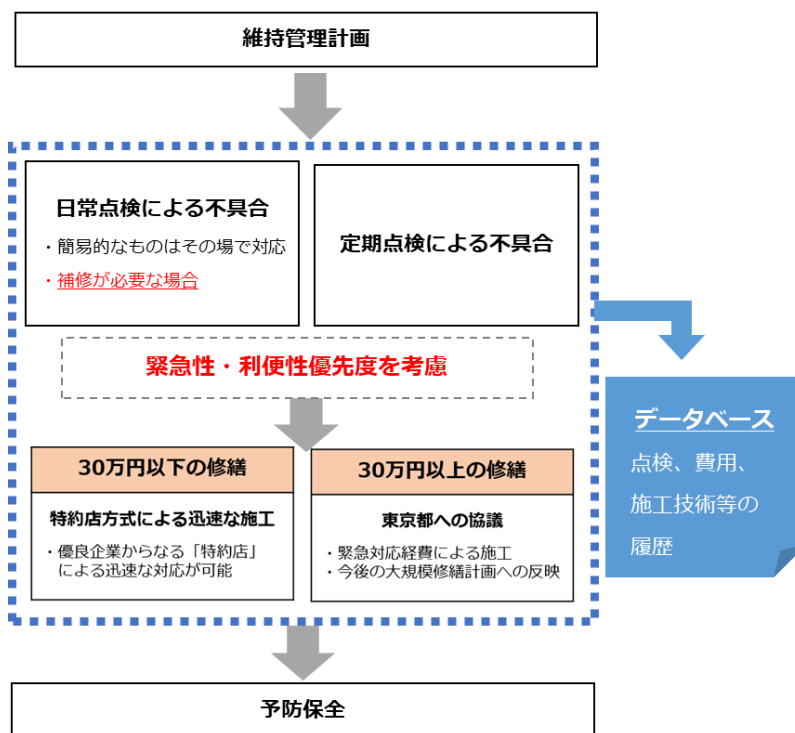 維持管理計画
日常点検による不具合
・簡易的なものはその場で対応
・補修が必要な場合
定期点検による不具合
緊急性・利便性優先度を考慮
30万円以下の修繕
特約店方式による迅速な施工
・優良企業からなる「特約店」
による迅速な対応が可能
30万円以上の修繕
東京都への協議
・緊急対応経費による施工
・今後の大規模修繕計画への反映
データベース
点検、費用、
施工技術等の
履歴
予防保全